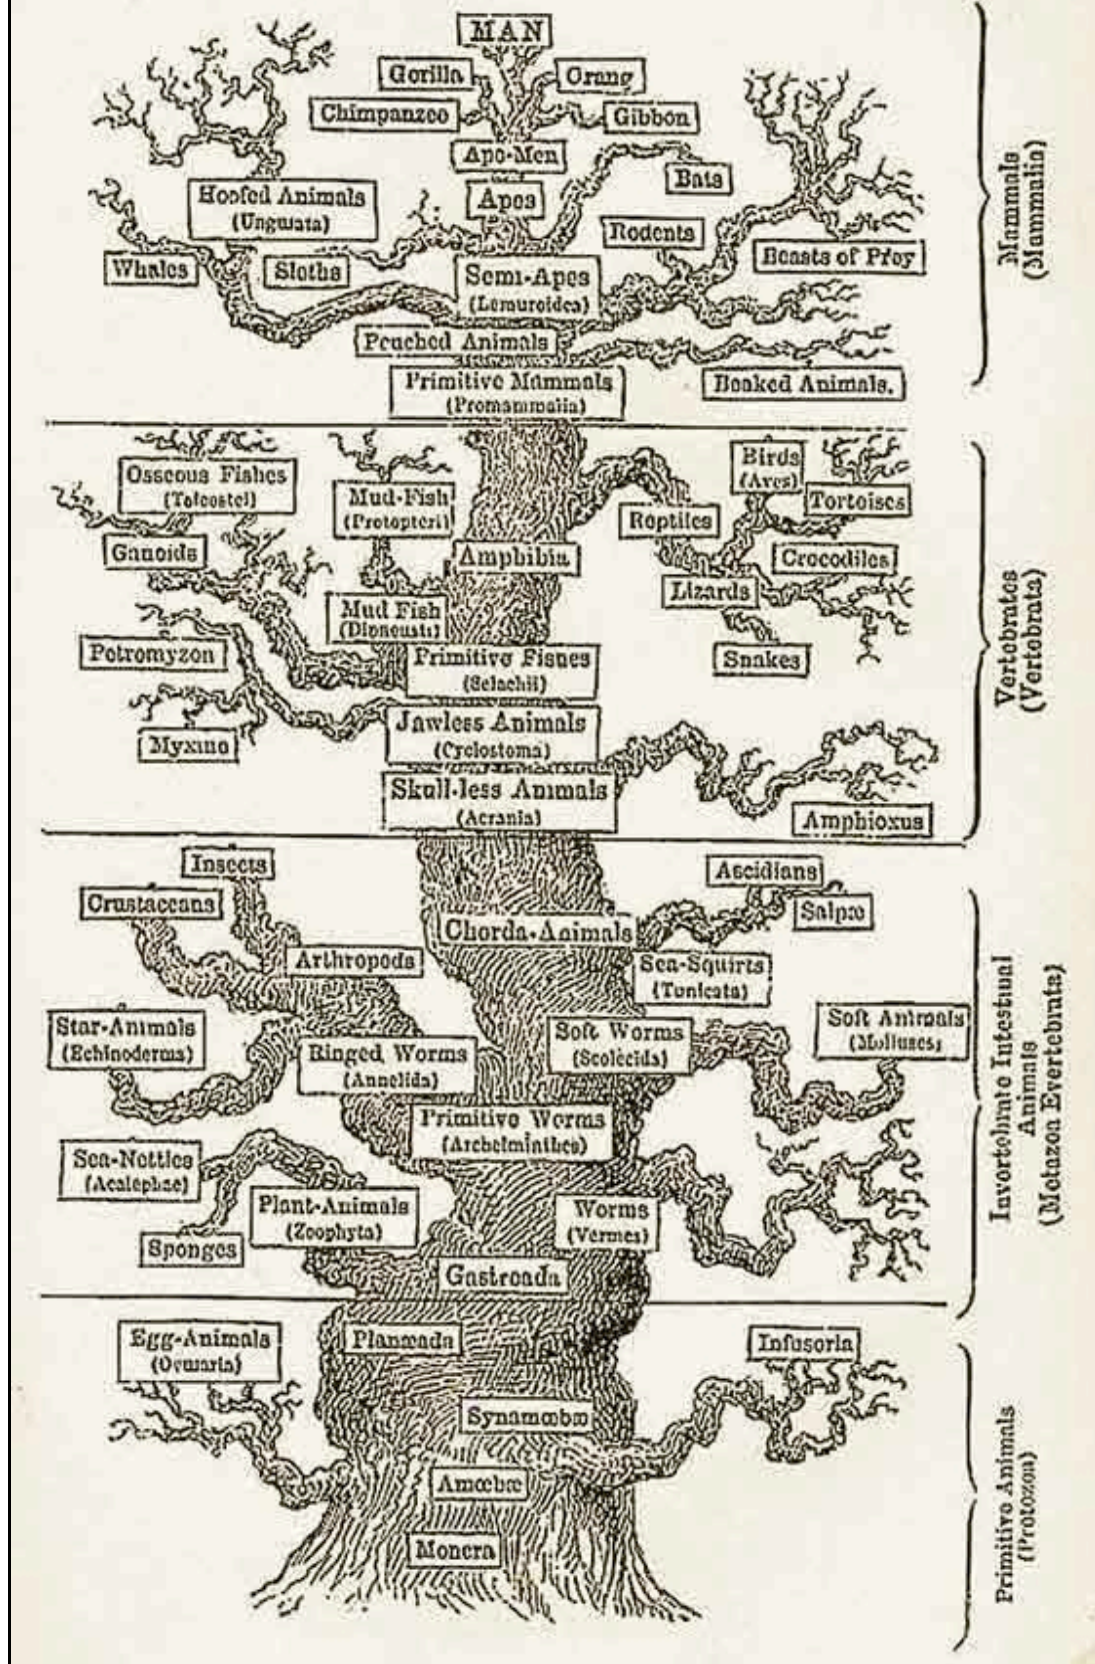 MAN
Gorilla
Orang
Chimpanzee
Gibbon
Ape-Men
Bats
Hoofed Animals
(Ungulata)
Apes
Rodents
Beasts of Prey
Whales
Sloths
Semi-Apes
(Lemuroidea)
Pouched Animals
Primitive Mammals
(Promammalia)
Beaked Animals.
Mammals
(Mammalia)
Osseous Fishes
(Teleostei)
Mud-Fish
(Protopteri)
Birds
(Aves)
Tortoises
Reptiles
Ganoids
Amphibia
Crocodiles
Lizards
Mud Fish
(Dipneusti)
Petromyzon
Primitive Fishes
(Selachii)
Snakes
Jawless Animals
(Cyclostoma)
Myxine
Skull-less Animals
(Acrania)
Amphioxus
Vertebrates
(Vertebrata)
Insects
Ascidians
Crustaceans
Salpæ
Chorda-Animals
Arthropods
Sea-Squirts
(Tunicata)
Star-Animals
(Echinoderma)
Soft Worms
(Scolecida)
Soft Animals
(Molluscs)
Ringed Worms
(Annelida)
Primitive Worms
(Archelminthes)
Sea-Nettles
(Acalephae)
Plant-Animals
(Zoophyta)
Worms
(Vermes)
Sponges
Gastreada
Invertebrate Intestinal
Animals
(Metazoa Evertebrata)
Egg-Animals
(Ovularia)
Planæada
Infusoria
Synamœbæ
Amœbæ
Monera
Primitive Animals
(Protozoa)